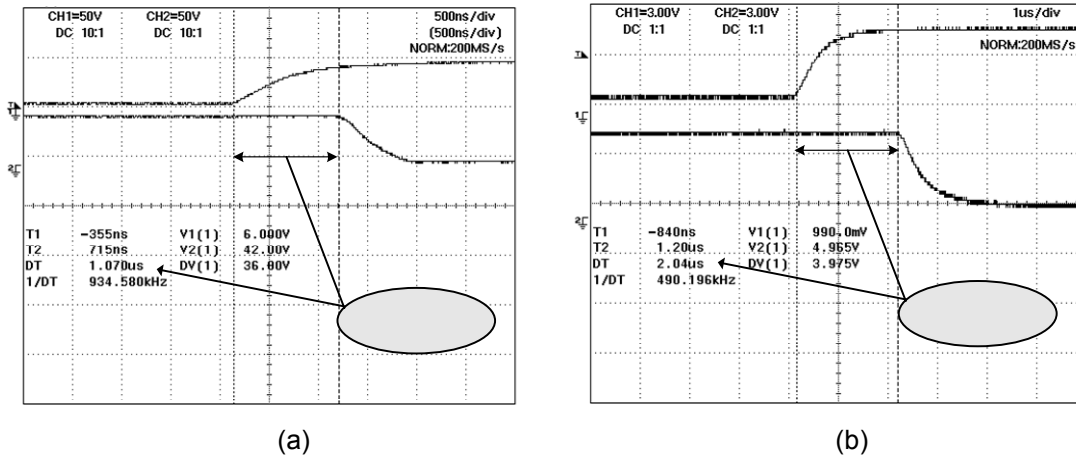 CH1=50V CH2=50V 500ns/div
DC 10:1 DC 10:1 (500ns/div)
NORM:200MS/s
T1 -355ns V1(1) 6.000V
T2 715ns V2(1) 42.00V
DT 1.070us DV(1) 36.00V
1/DT 934.580kHz
(a)
CH1=3.00V CH2=3.00V 1us/div
DC 1:1 DC 1:1
NORM:200MS/s
T1 -840ns V1(1) 990.0mV
T2 1.20us V2(1) 4.965V
DT 2.04us DV(1) 3.975V
1/DT 490.196kHz
(b)